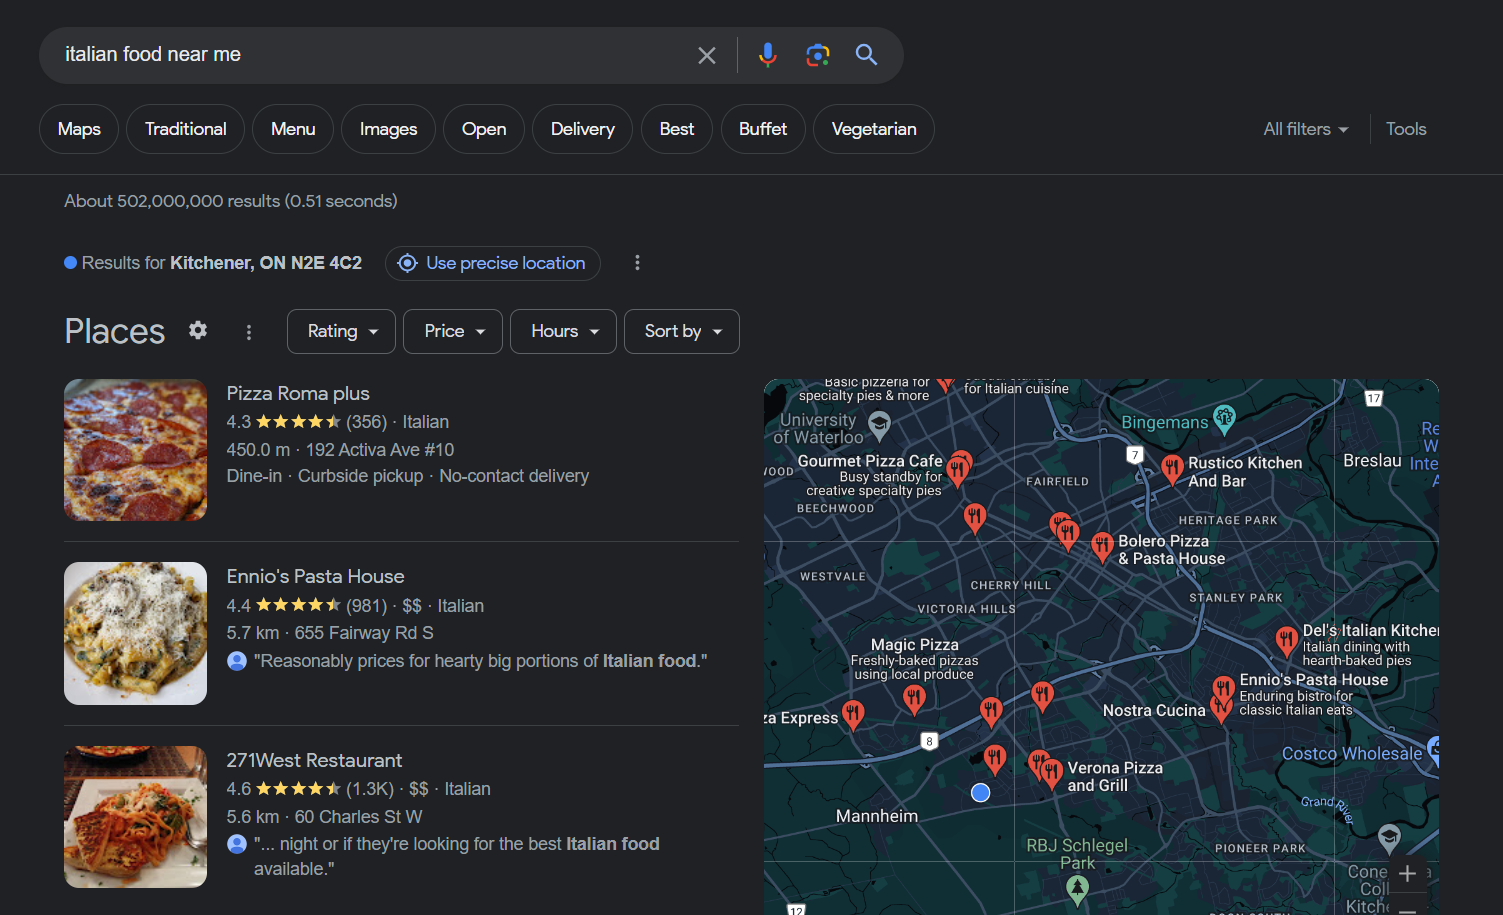 italian food near me
Maps
Traditional
Menu
Images
Open
Delivery
Best
Buffet
Vegetarian
All filters
Tools
About 502,000,000 results (0.51 seconds)
Results for Kitchener, ON N2E 4C2
Use precise location
Places
Rating
Price
Hours
Sort by
Pizza Roma plus
4.3 (356) · Italian
450.0 m · 192 Activa Ave #10
Dine-in · Curbside pickup · No-contact delivery
Ennio's Pasta House
4.4 (981) · $$ · Italian
5.7 km · 655 Fairway Rd S
"Reasonably prices for hearty big portions of Italian food."
271West Restaurant
4.6 (1.3K) · $$ · Italian
5.6 km · 60 Charles St W
"... night or if they're looking for the best Italian food
available."
Basic pizzeria for
specialty pies & more
for Italian cuisine
17
University
of Waterloo
Bingemans
Re
W
Inte
7
Breslau
OOD
Gourmet Pizza Cafe
Busy standby for
creative specialty pies
Rustico Kitchen
And Bar
FAIRFIELD
BEECHWOOD
HERITAGE PARK
Bolero Pizza
& Pasta House
WESTVALE
CHERRY HILL
VICTORIA HILLS
STANLEY PARK
Del's Italian Kitchen
Italian dining with
hearth-baked pies
Magic Pizza
Freshly-baked pizzas
using local produce
Ennio's Pasta House
Enduring bistro for
classic Italian eats
Nostra Cucina
za Express
8
Costco Wholesale
Verona Pizza
and Grill
Grand River
Mannheim
RBJ Schlegel
Park
PIONEER PARK
Cone
Coll
Kitche
12